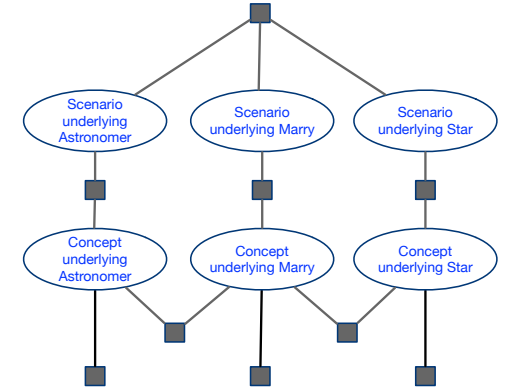 Scenario
underlying
Astronomer
Scenario
underlying Marry
Scenario
underlying Star
Concept
underlying
Astronomer
Concept
underlying Marry
Concept
underlying Star